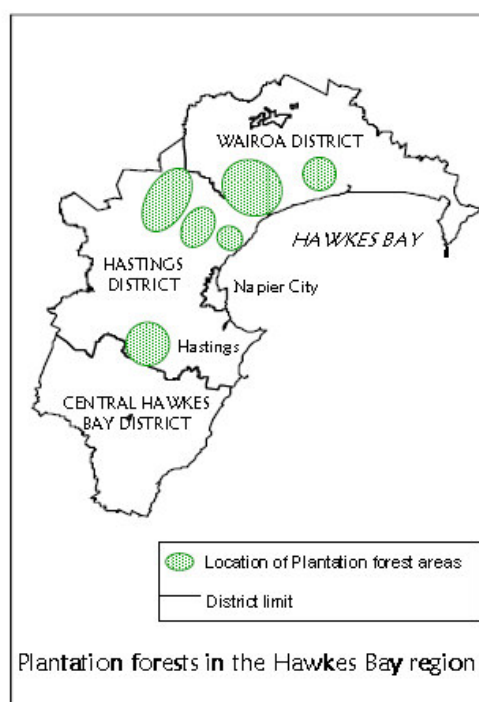 WAIROA DISTRICT
HAWKES BAY
HASTINGS
DISTRICT
Napier City
Hastings
CENTRAL HAWKES
BAY DISTRICT
Location of Plantation forest areas
District limit
Plantation forests in the Hawkes Bay region